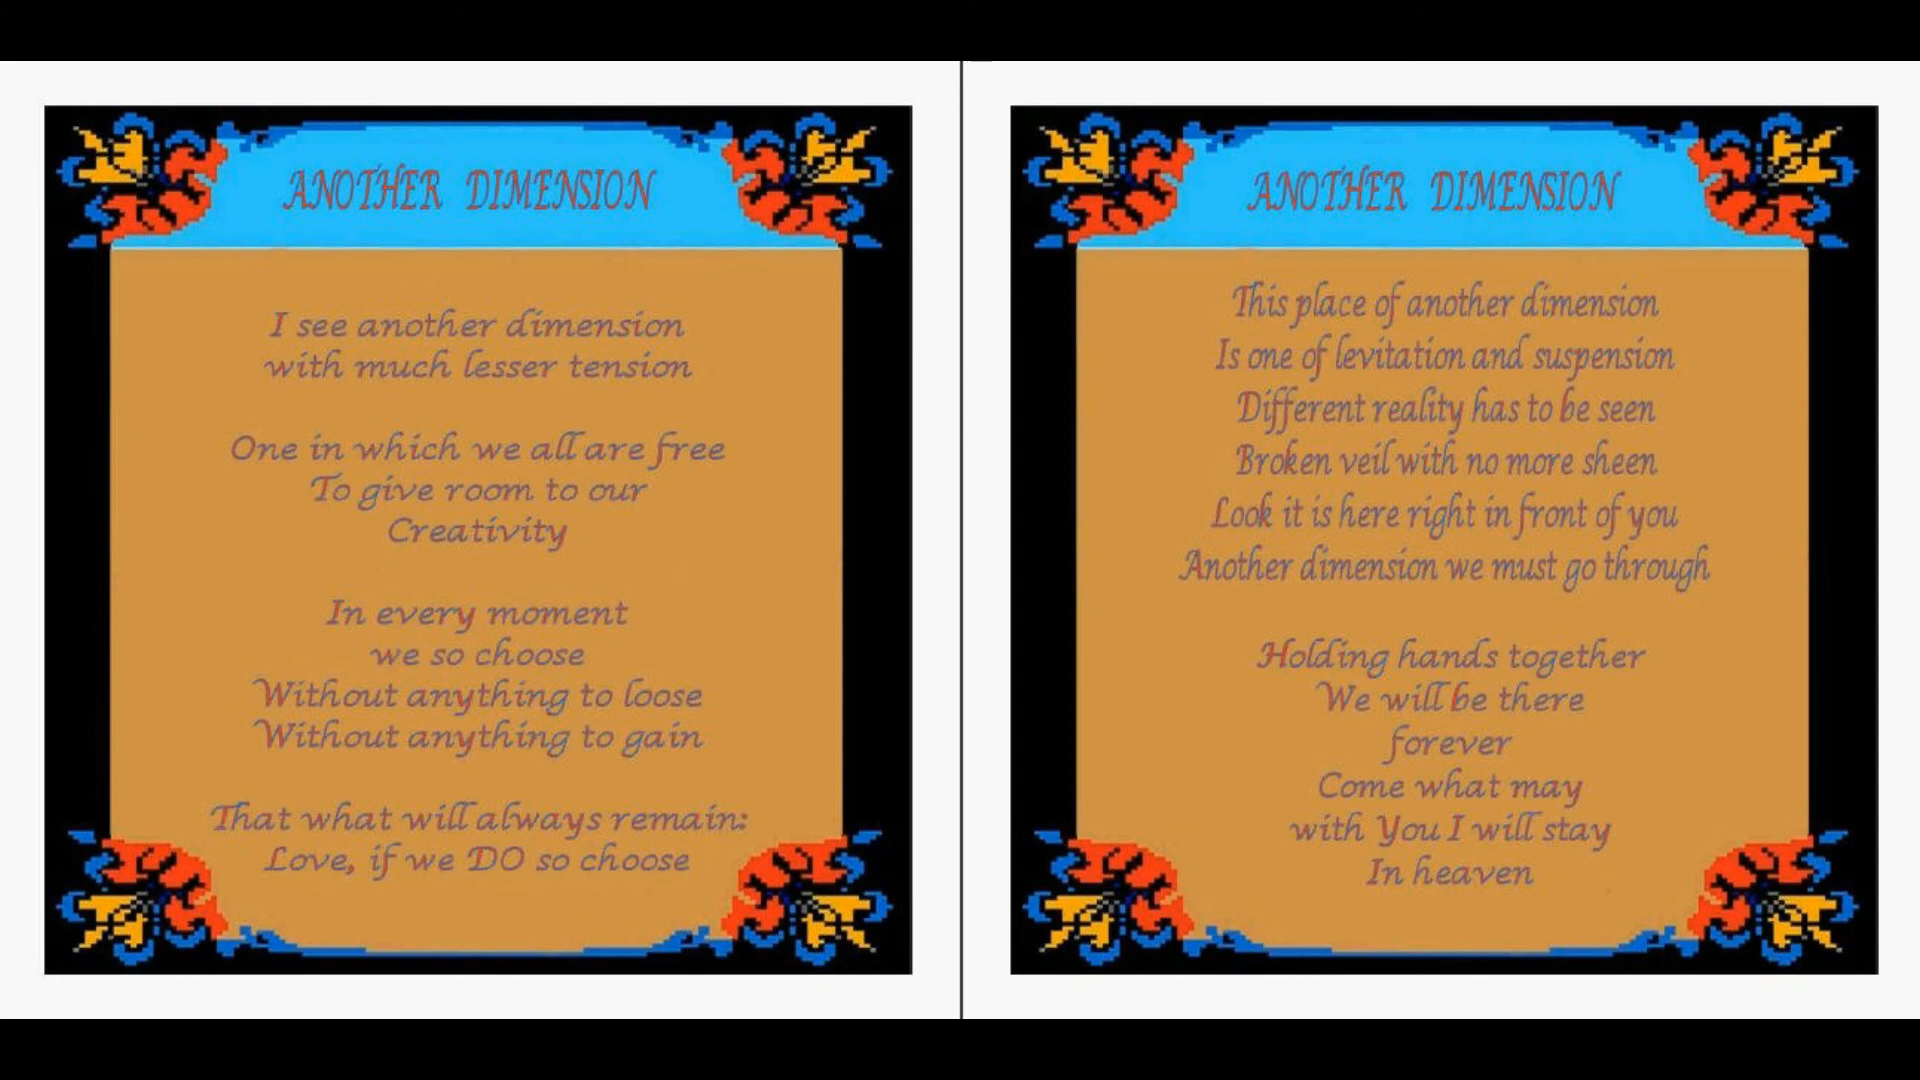 ANOTHER DIMENSION
I see another dimension
with much lesser tension
One in which we all are free
To give room to our
Creativity
In every moment
we so choose
Without anything to loose
Without anything to gain
That what will always remain:
Love, if we DO so choose
ANOTHER DIMENSION
This place of another dimension
Is one of levitation and suspension
Different reality has to be seen
Broken veil with no more sheen
Look it is here right in front of you
Another dimension we must go through
Holding hands together
We will be there
forever
Come what may
with You I will stay
In heaven